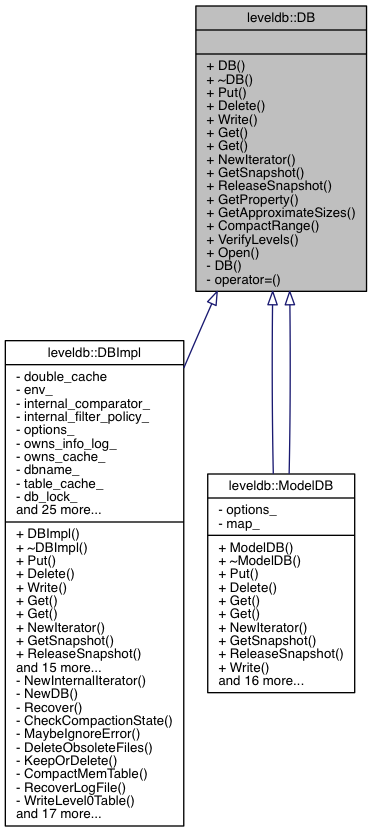 leveldb::DB
+ DB()
+ ~DB()
+ Put()
+ Delete()
+ Write()
+ Get()
+ Get()
+ NewIterator()
+ GetSnapshot()
+ ReleaseSnapshot()
+ GetProperty()
+ GetApproximateSizes()
+ CompactRange()
+ VerifyLevels()
+ Open()
- DB()
- operator=()
leveldb::DBImpl
- double_cache
- env_
- internal_comparator_
- internal_filter_policy_
- options_
- owns_info_log_
- owns_cache_
- dbname_
- table_cache_
- db_lock_
and 25 more...
+ DBImpl()
+ ~DBImpl()
+ Put()
+ Delete()
+ Write()
+ Get()
+ Get()
+ NewIterator()
+ GetSnapshot()
+ ReleaseSnapshot()
and 15 more...
- NewInternalIterator()
- NewDB()
- Recover()
- CheckCompactionState()
- MaybeIgnoreError()
- DeleteObsoleteFiles()
- KeepOrDelete()
- CompactMemTable()
- RecoverLogFile()
- WriteLevel0Table()
and 17 more...
leveldb::ModelDB
- options_
- map_
+ ModelDB()
+ ~ModelDB()
+ Put()
+ Delete()
+ Get()
+ Get()
+ NewIterator()
+ GetSnapshot()
+ ReleaseSnapshot()
+ Write()
and 16 more...